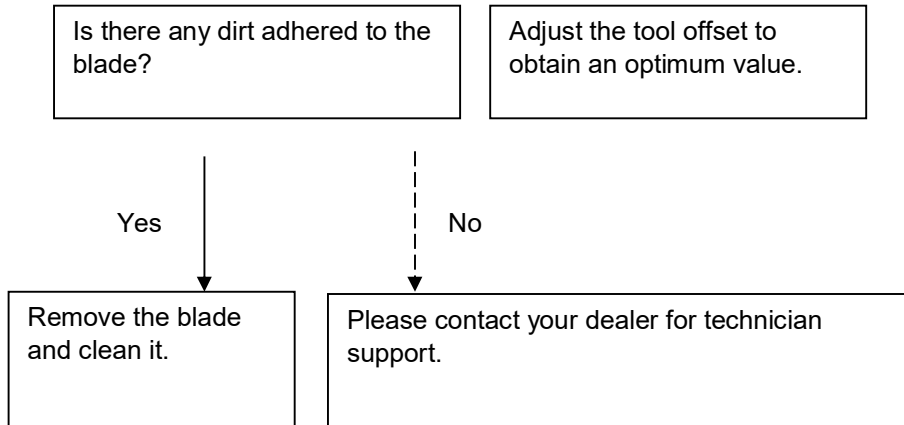 Is there any dirt adhered to the
blade?
Adjust the tool offset to
obtain an optimum value.
Yes
No
Remove the blade
and clean it.
Please contact your dealer for technician
support.